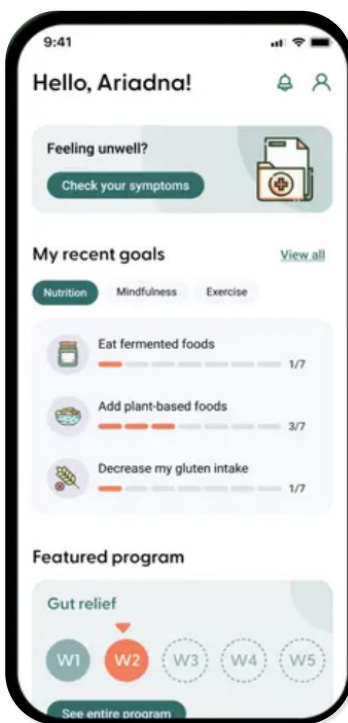 9:41
Hello, Ariadna!
Feeling unwell?
Check your symptoms
My recent goals
View all
Nutrition
Mindfulness
Exercise
Eat fermented foods
1/7
Add plant-based foods
3/7
Decrease my gluten intake
1/7
Featured program
Gut relief
W1
W2
W3
W4
W5
See entire program